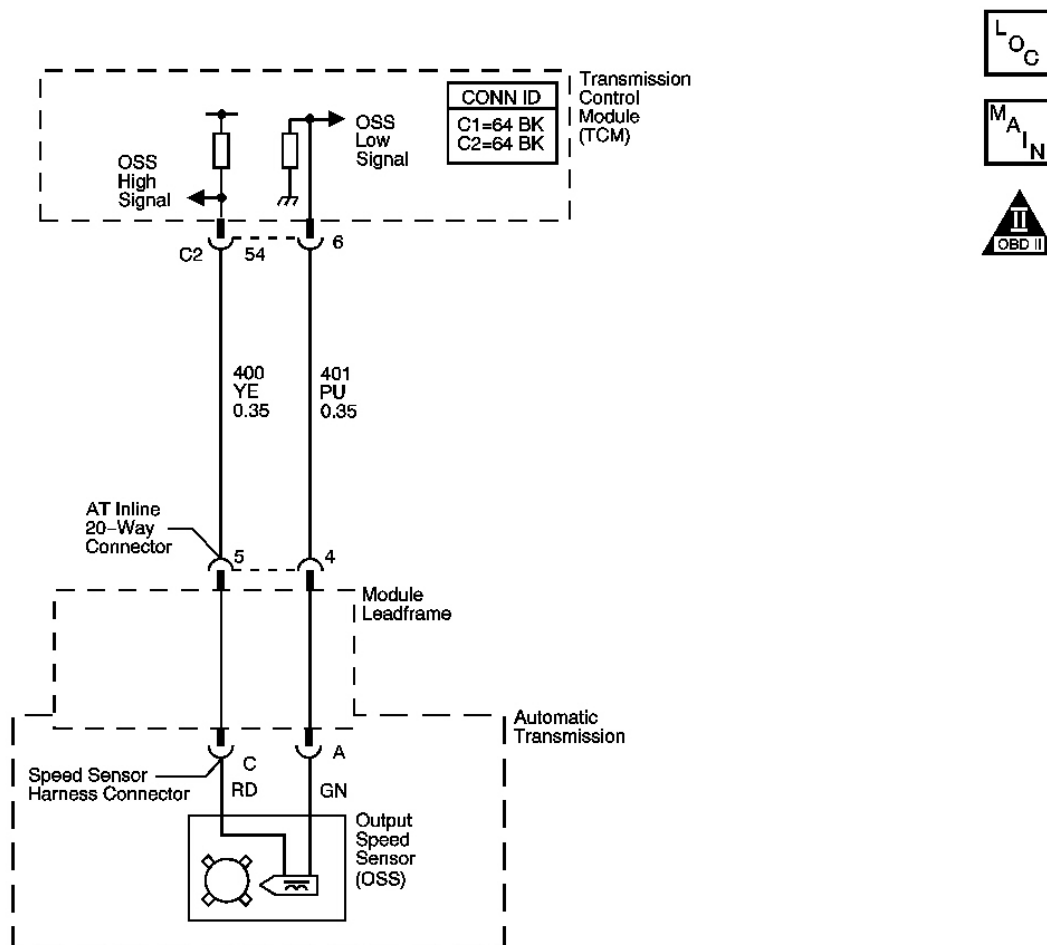 L
O
C
M
A
I
N
II
OBD II
Transmission
Control
Module
(TCM)
CONN ID
C1=64 BK
C2=64 BK
OSS
Low
Signal
OSS
High
Signal
C2
54
6
400
YE
0.35
401
PU
0.35
AT Inline
20-Way
Connector
5
4
Module
Leadframe
Automatic
Transmission
C
A
Speed Sensor
Harness Connector
RD
GN
Output
Speed
Sensor
(OSS)